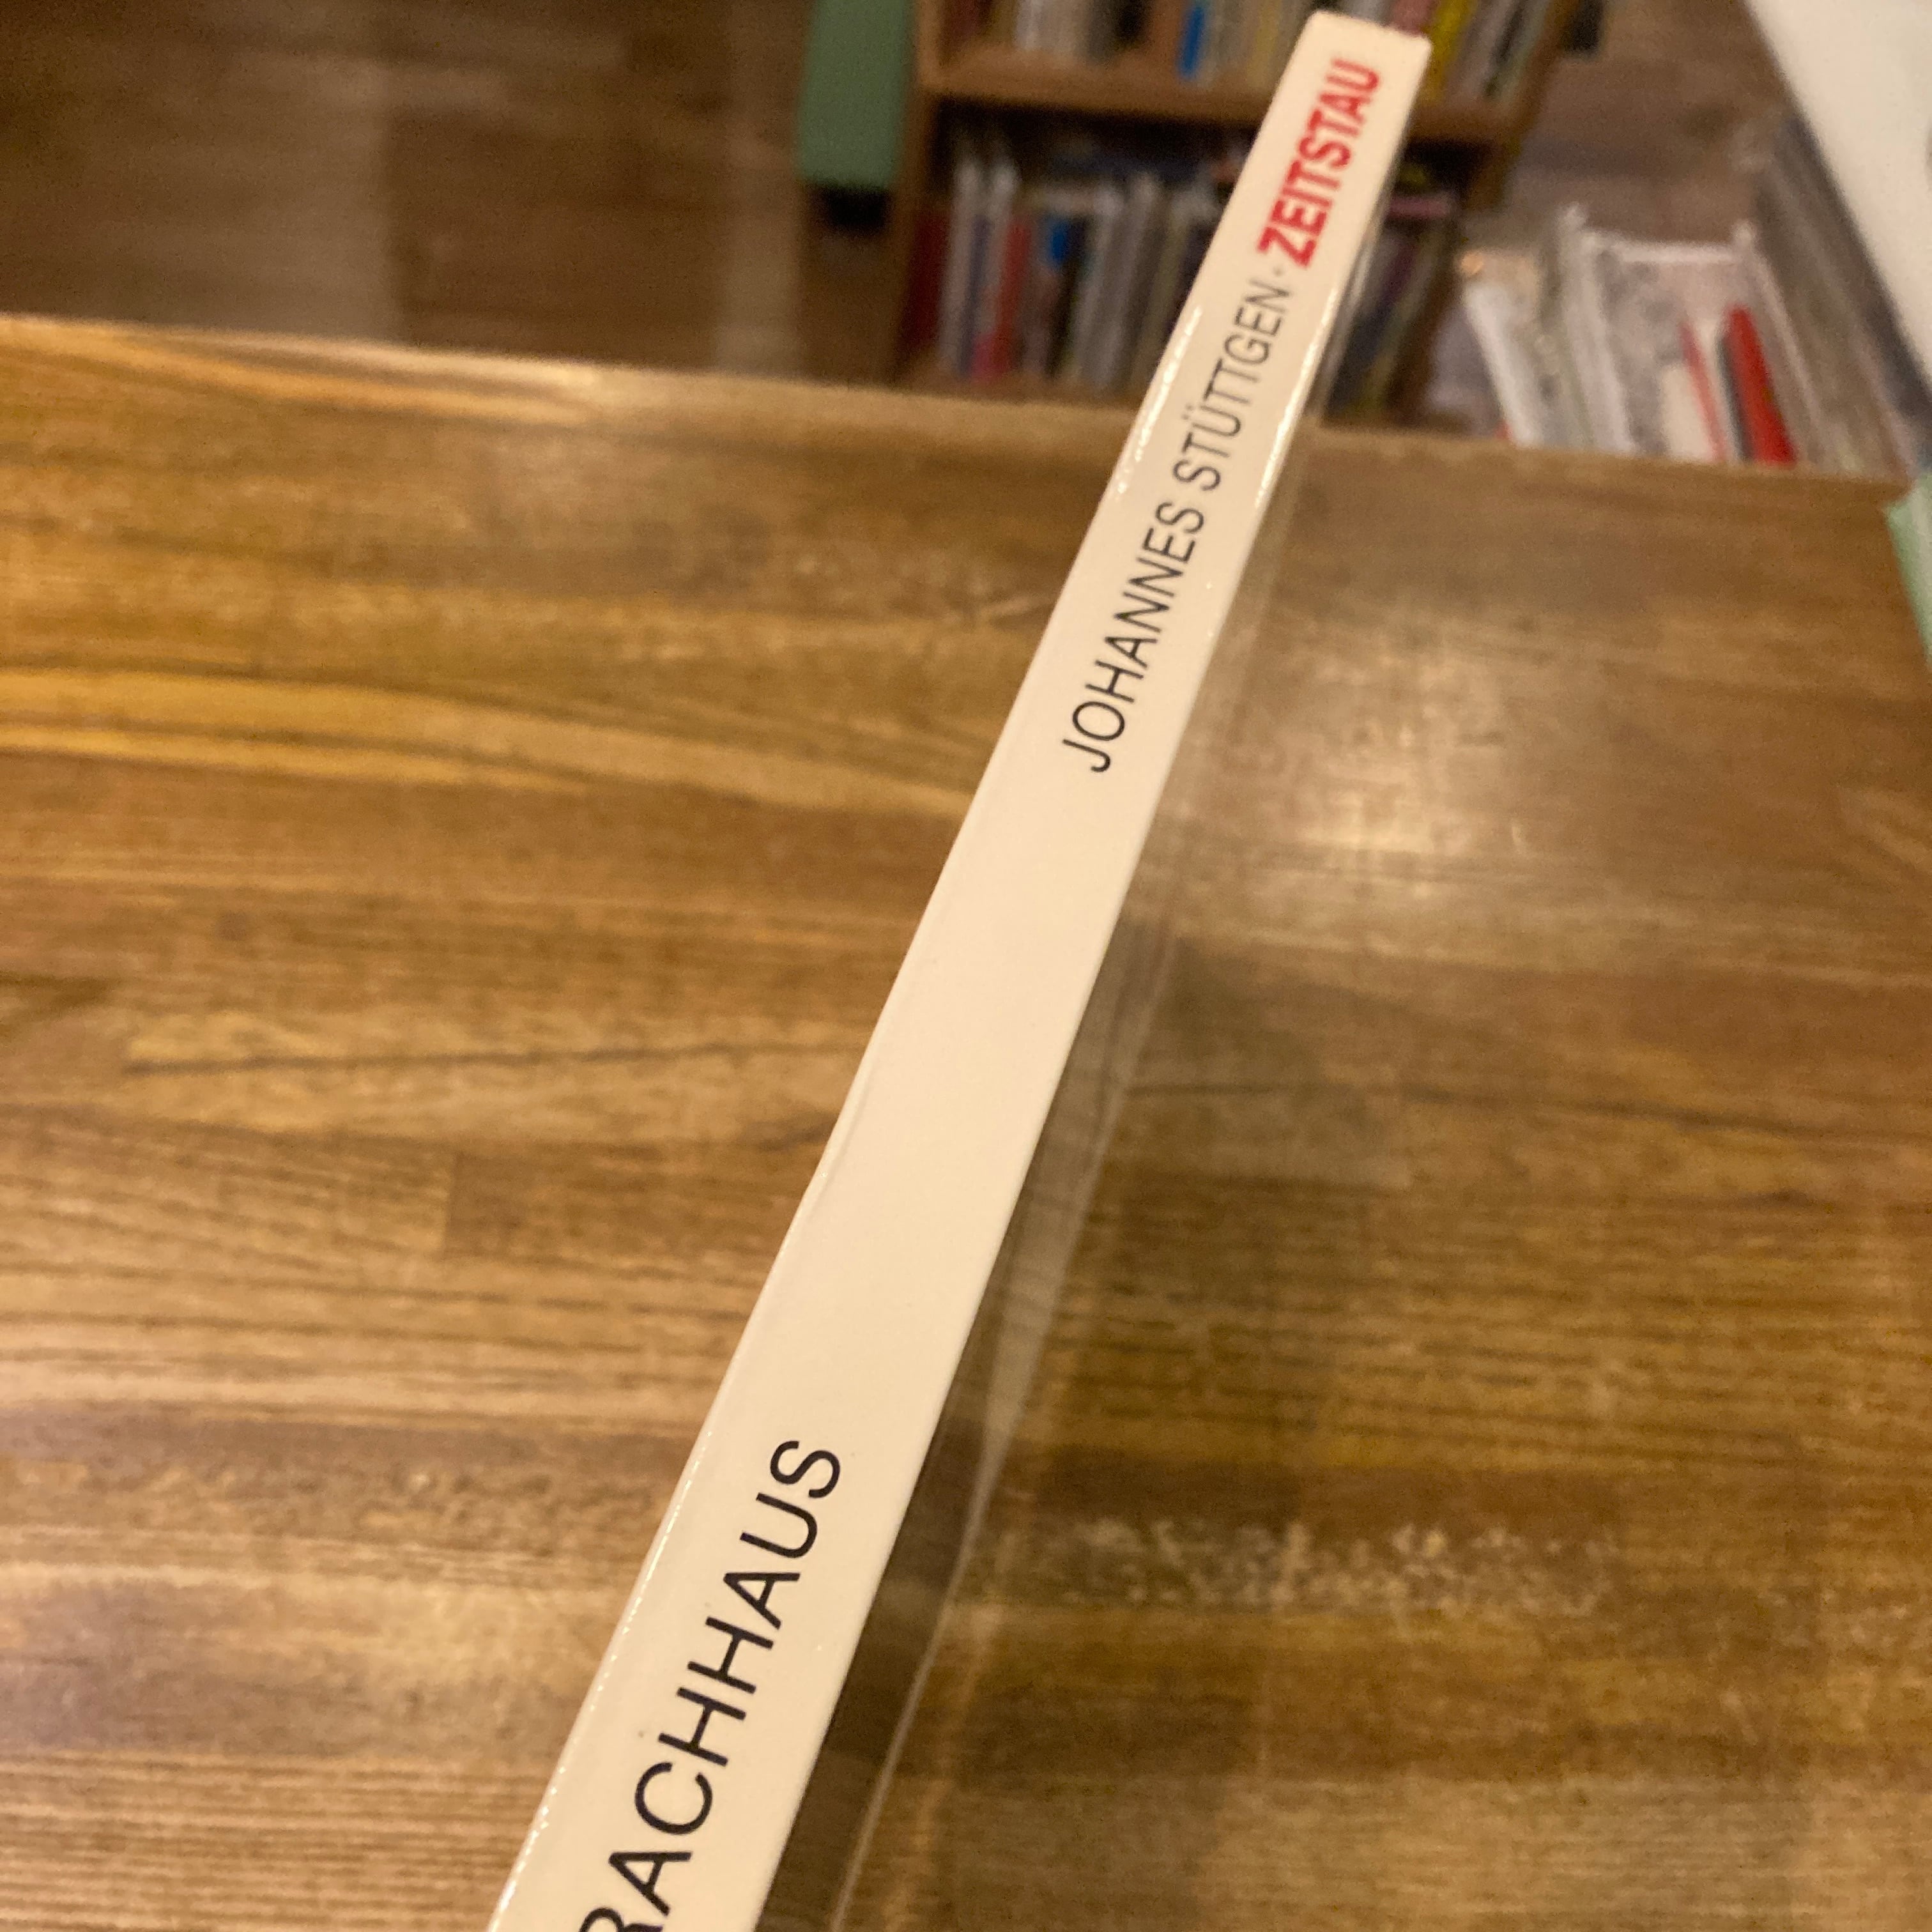 RACHHAUS
JOHANNES STÜTTGEN · ZEITSTAU